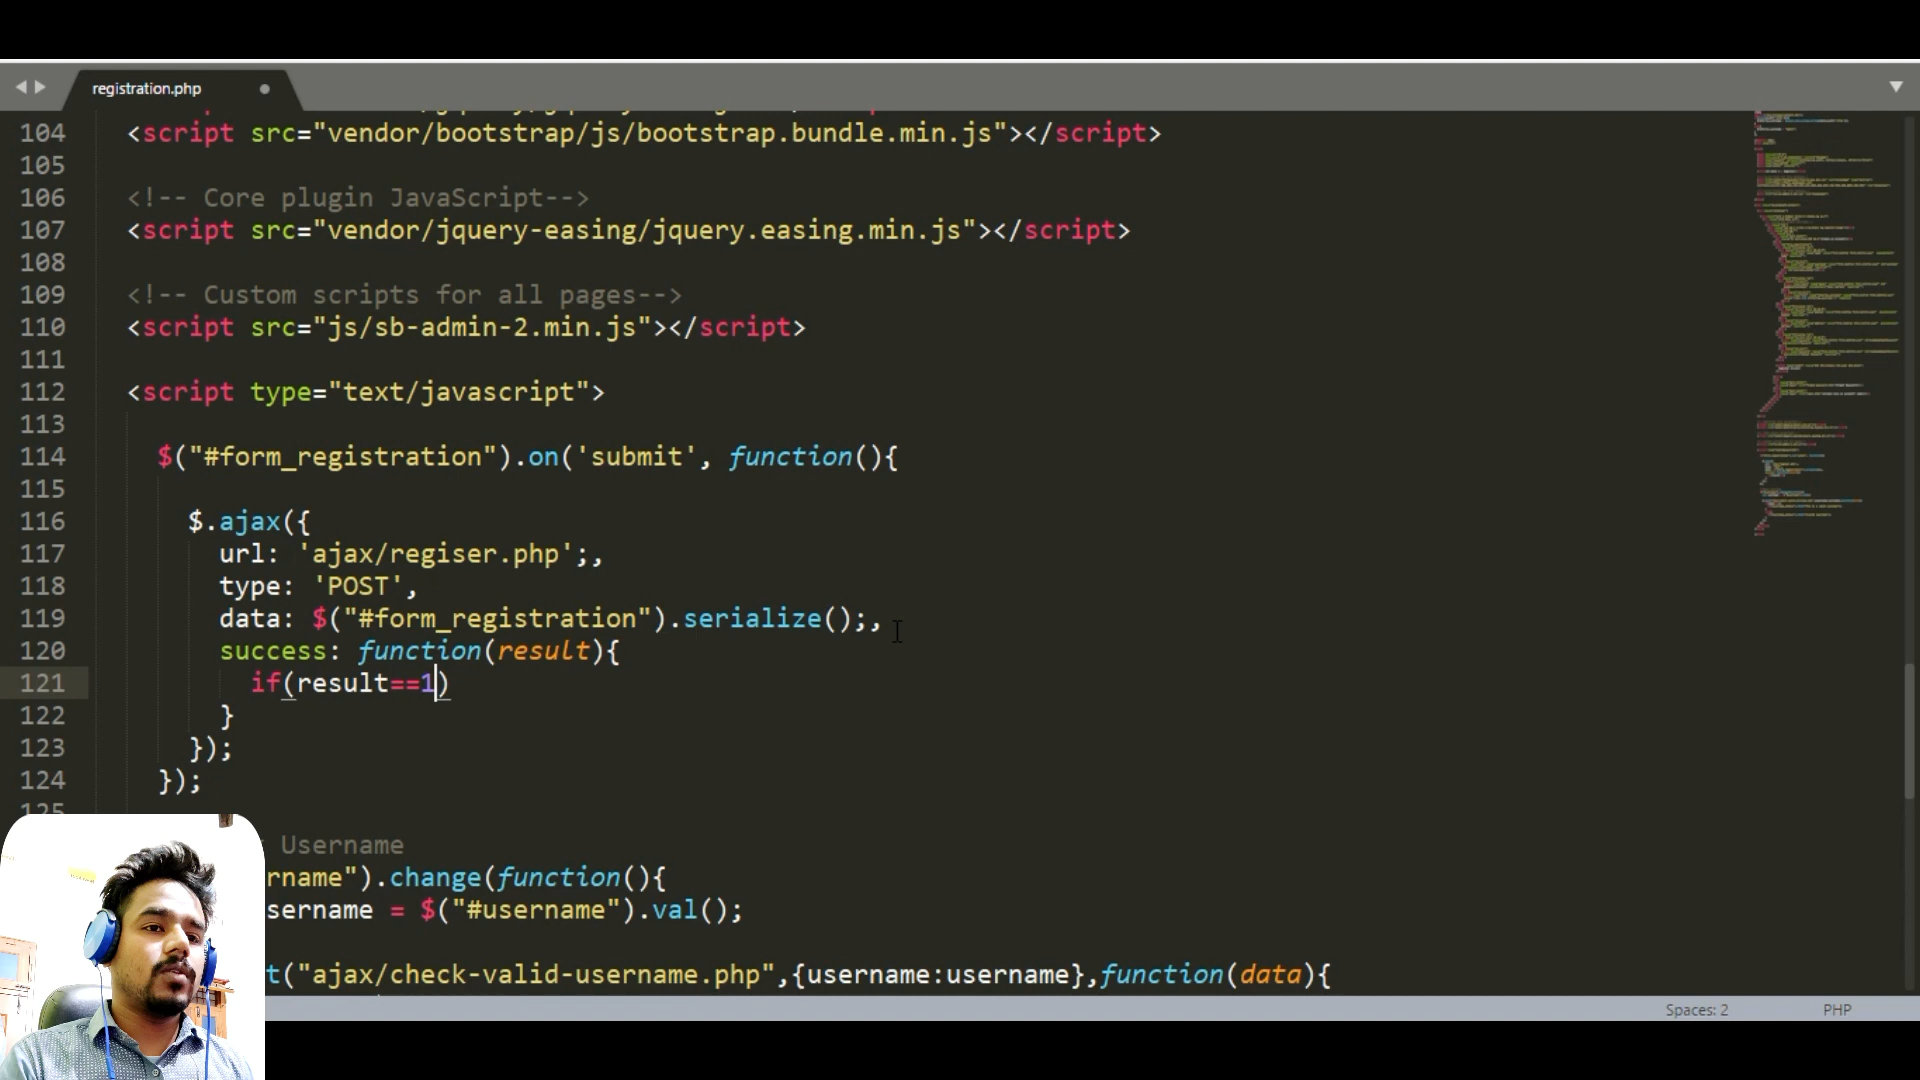 registration.php
104 <script src="vendor/bootstrap/js/bootstrap.bundle.min.js"></script>
105
106 <!-- Core plugin JavaScript-->
107 <script src="vendor/jquery-easing/jquery.easing.min.js"></script>
108
109 <!-- Custom scripts for all pages-->
110 <script src="js/sb-admin-2.min.js"></script>
111
112 <script type="text/javascript">
113
114 $("#form_registration").on('submit', function(){
115
116 $.ajax({
117 url: 'ajax/regiser.php';,
118 type: 'POST',
119 data: $("#form_registration").serialize();,
120 success: function(result){
121 if(result==1)
122 }
123 });
124 });
125
Username
rname").change(function(){
sername = $("#username").val();
t("ajax/check-valid-username.php",{username:username},function(data){
Spaces: 2 PHP